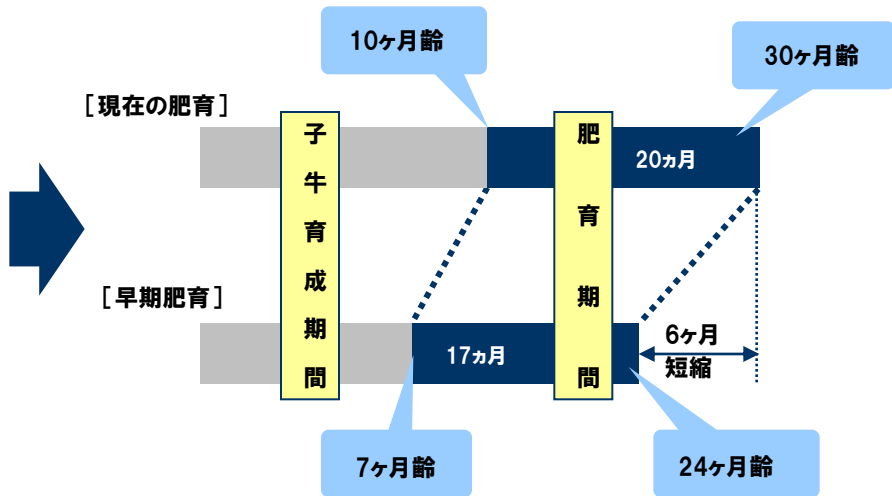 10ヶ月齢
30ヶ月齢
[現在の肥育]
子牛育成期間
肥育期間
20ヵ月
[早期肥育]
17ヵ月
6ヶ月
短縮
7ヶ月齢
24ヶ月齢